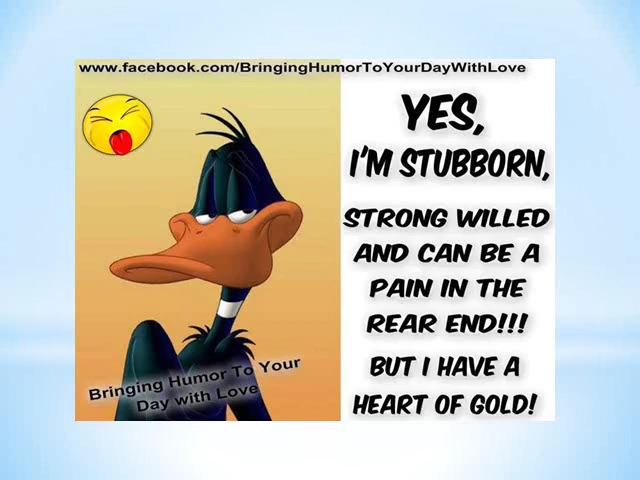 www.facebook.com/BringingHumorToYourDayWithLove
YES,
I'M STUBBORN,
STRONG WILLED
AND CAN BE A
PAIN IN THE
REAR END!!!
BUT I HAVE A
HEART OF GOLD!
Bringing Humor To Your
Day with Love